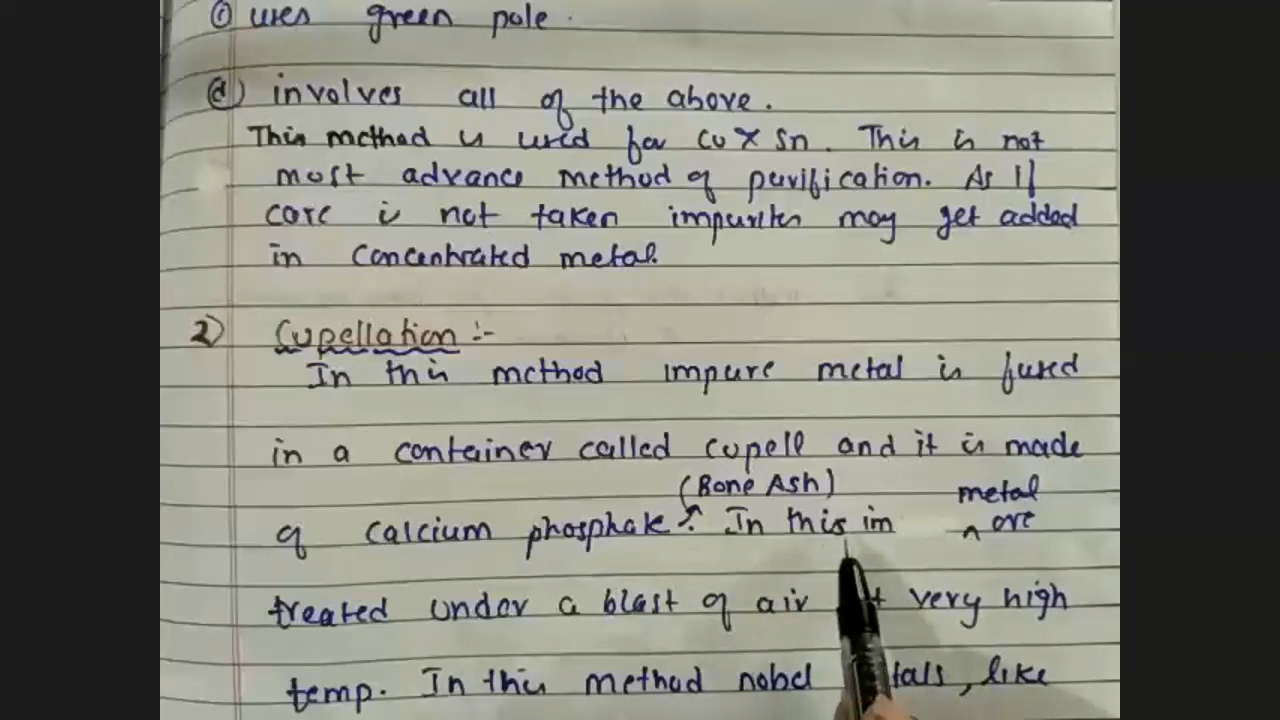 (c) uses green pole.
(d) involves all of the above.
This method is used for Cu & Sn. This is not
most advance method of purification. As if
care is not taken impurites may get added
in concentrated metal.
2) Cupellation :-
In this method impure metal is fused
in a container called cupell and it is made
(Bone Ash) metal
of calcium phosphate. In this im ^ are
treated under a blast of air very high
temp. In this method nobel , like